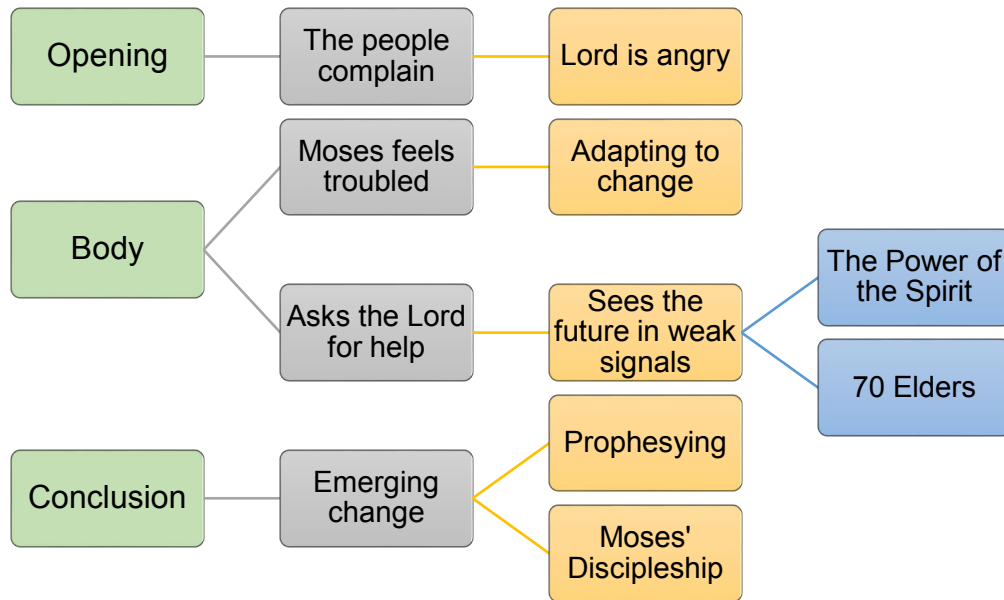 Opening
The people
complain
Lord is angry
Body
Moses feels
troubled
Adapting to
change
Asks the Lord
for help
Sees the
future in weak
signals
The Power of
the Spirit
70 Elders
Conclusion
Emerging
change
Prophesying
Moses'
Discipleship